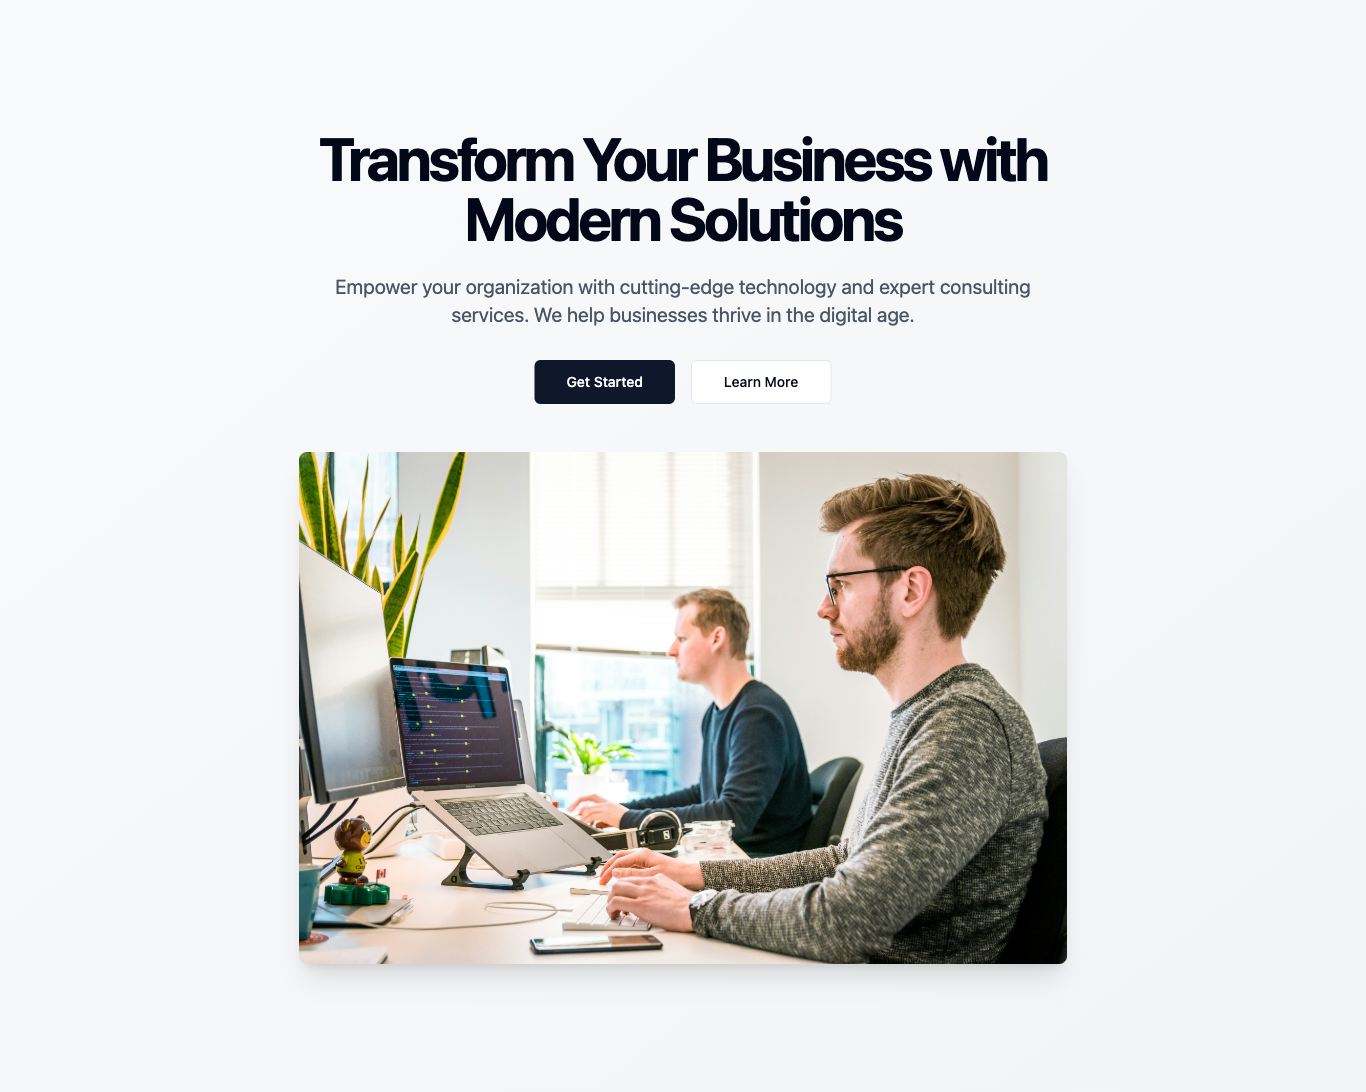 Transform Your Business with
Modern Solutions
Empower your organization with cutting-edge technology and expert consulting
services. We help businesses thrive in the digital age.
Get Started
Learn More